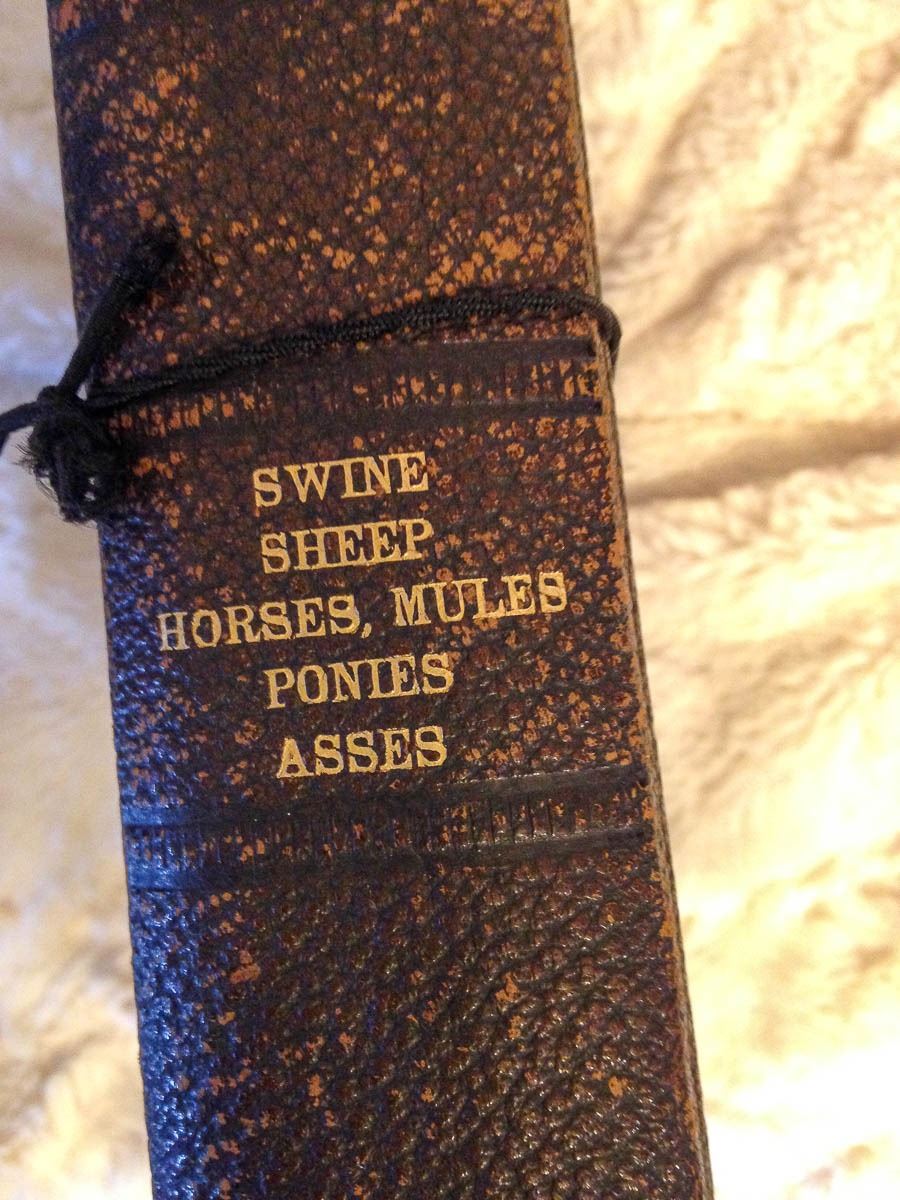 SWINE
SHEEP
HORSES, MULES
PONIES
ASSES